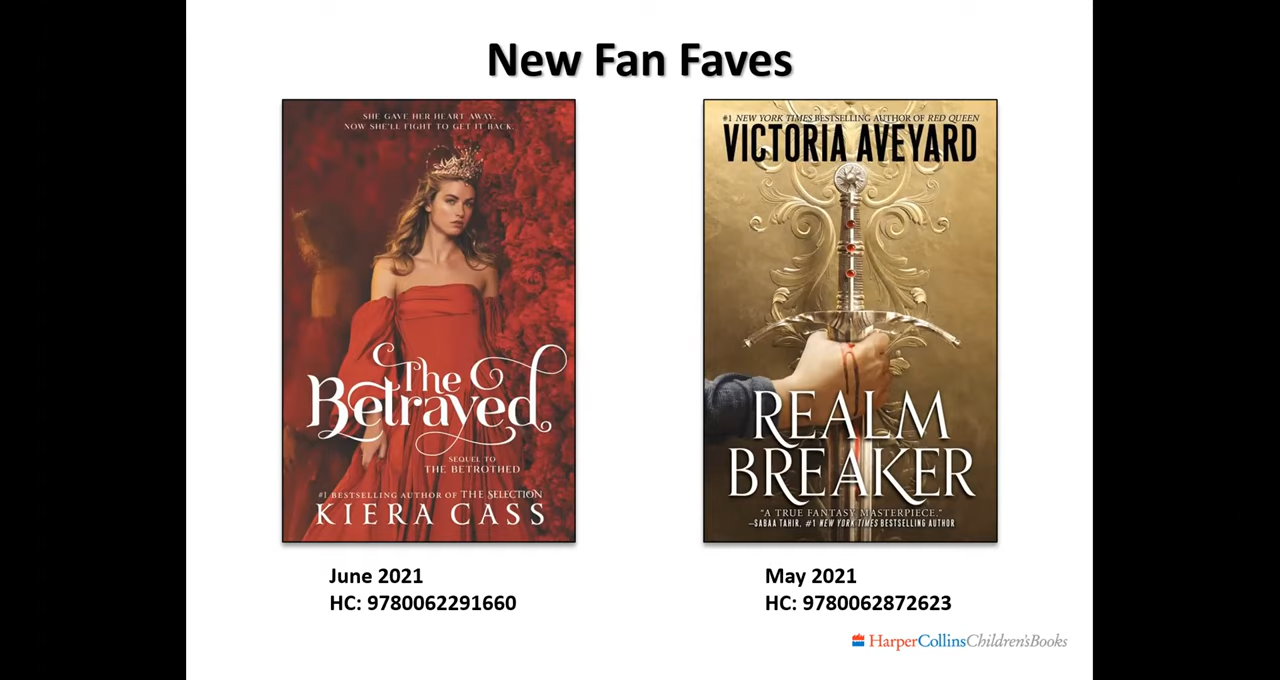 New Fan Faves
SHE GAVE HER HEART AWAY.
NOW SHE'LL FIGHT TO GET IT BACK.
The
Betrayed
SEQUEL TO
THE BETROTHED
#1 BESTSELLING AUTHOR OF THE SELECTION
KIERA CASS
June 2021
HC: 9780062291660
#1 NEW YORK TIMES BESTSELLING AUTHOR OF RED QUEEN
VICTORIA AVEYARD
REALM
BREAKER
"A TRUE FANTASY MASTERPIECE."
—SABAA TAHIR, #1 NEW YORK TIMES BESTSELLING AUTHOR
May 2021
HC: 9780062872623
HarperCollinsChildren'sBooks